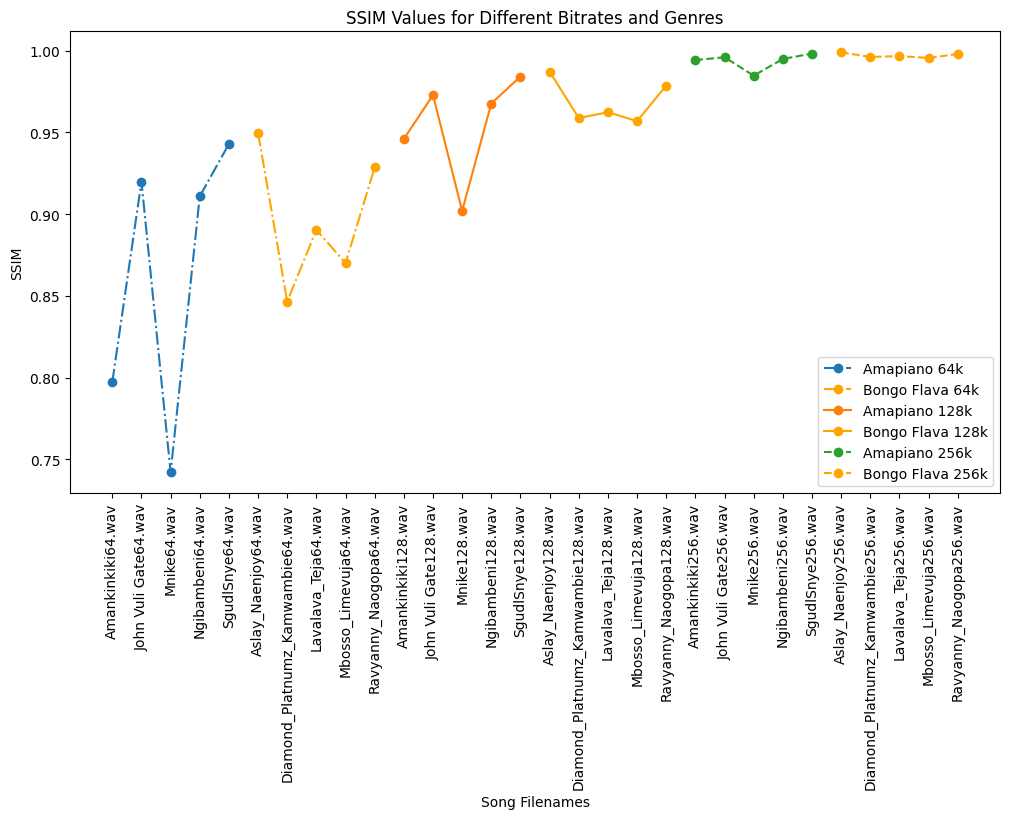 SSIM Values for Different Bitrates and Genres
1.00
0.95
0.90
0.85
0.80
0.75
SSIM
Amapiano 64k
Bongo Flava 64k
Amapiano 128k
Bongo Flava 128k
Amapiano 256k
Bongo Flava 256k
Amankinkiki64.wav
John Vuli Gate64.wav
Mnike64.wav
Ngibambeni64.wav
SgudISnye64.wav
Aslay_Naenjoy64.wav
Diamond_Platnumz_Kamwambie64.wav
Lavalava_Teja64.wav
Mbosso_Limevuja64.wav
Ravyanny_Naogopa64.wav
Amankinkiki128.wav
John Vuli Gate128.wav
Mnike128.wav
Ngibambeni128.wav
SgudISnye128.wav
Aslay_Naenjoy128.wav
Diamond_Platnumz_Kamwambie128.wav
Lavalava_Teja128.wav
Mbosso_Limevuja128.wav
Ravyanny_Naogopa128.wav
Amankinkiki256.wav
John Vuli Gate256.wav
Mnike256.wav
Ngibambeni256.wav
SgudISnye256.wav
Aslay_Naenjoy256.wav
Diamond_Platnumz_Kamwambie256.wav
Lavalava_Teja256.wav
Mbosso_Limevuja256.wav
Ravyanny_Naogopa256.wav
Song Filenames